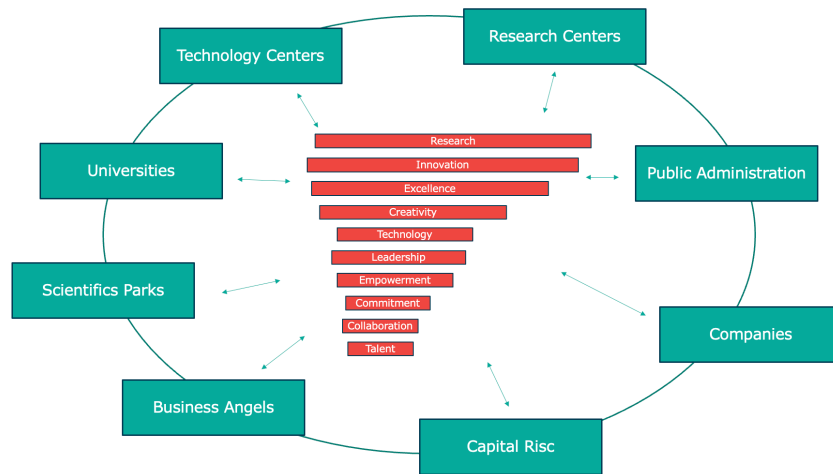 Research Centers
Technology Centers
Research
Innovation
Universities
Public Administration
Excellence
Creativity
Technology
Leadership
Empowerment
Scientifics Parks
Commitment
Collaboration
Companies
Talent
Business Angels
Capital Risc